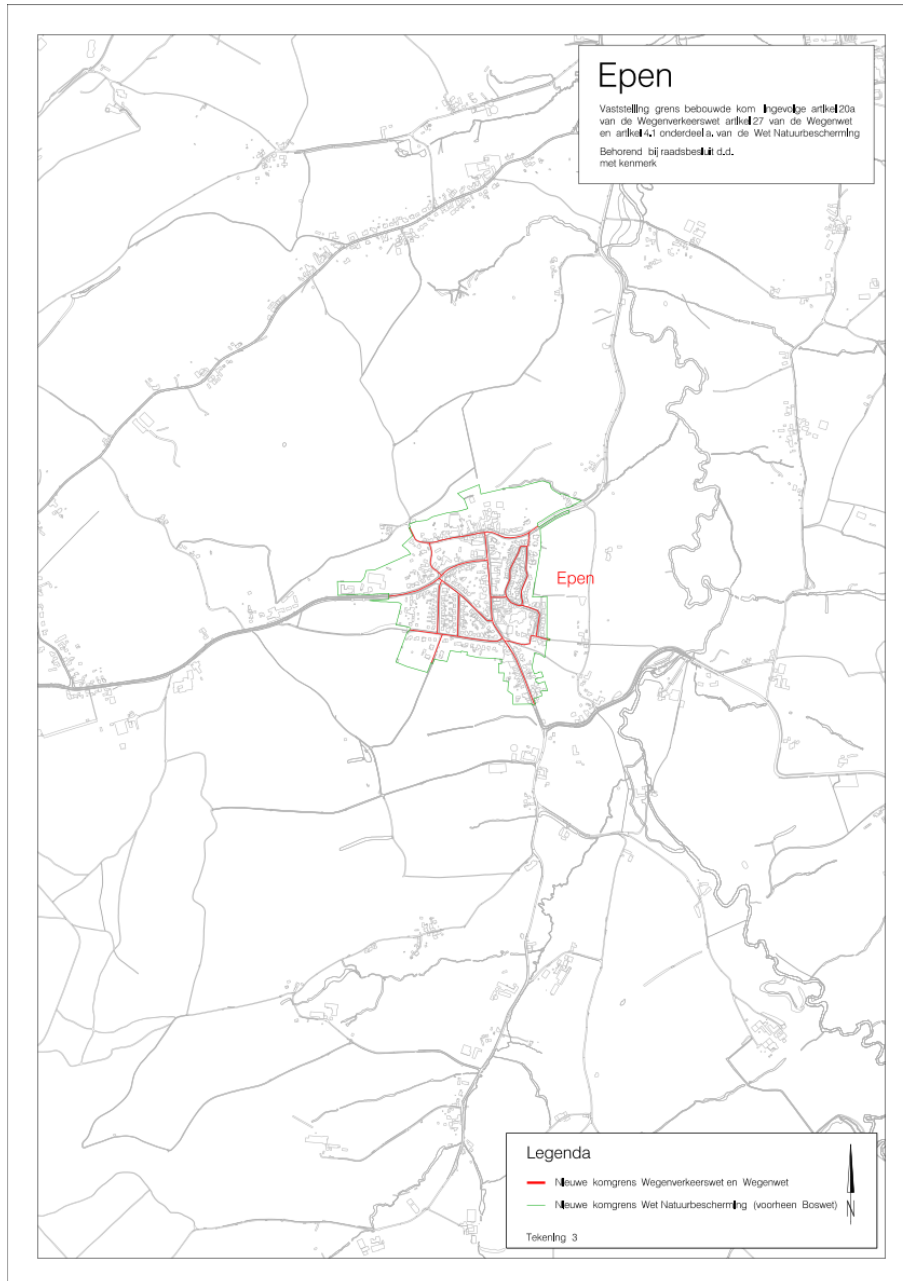 Epen
Vaststelling grens bebouwde kom ingevolge artikel 20a
van de Wegenverkeerswet artikel 27 van de Wegenwet
en artikel 4.1 onderdeel a. van de Wet Natuurbescherming
Behorend bij raadsbesluit d.d.
met kenmerk
Epen
Legenda
Nieuwe komgrens Wegenverkeerswet en Wegenwet
Nieuwe komgrens Wet Natuurbescherming (voorheen Boswet)
N
Tekening 3